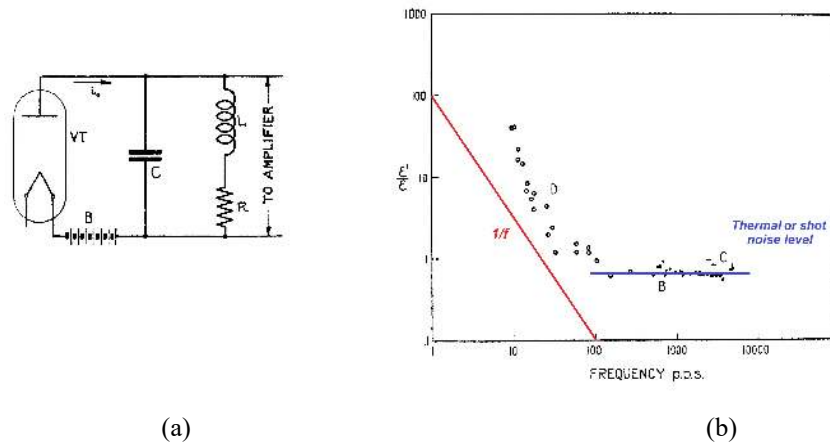 i₀
VT
C
L
R
B
TO AMPLIFIER
1000
100
10
1
.1
1/f
D
Thermal or shot
noise level
C
B
1
10
100
1000
10000
FREQUENCY p.p.s.
(a)
(b)